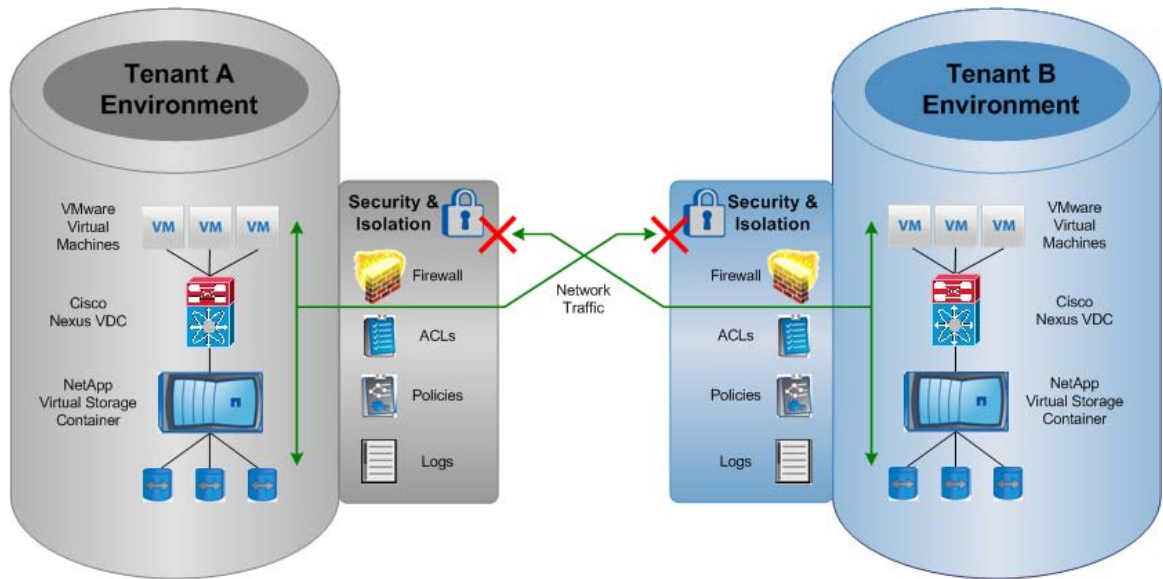 Tenant A
Environment
VMware
Virtual
Machines
VM
VM
VM
Cisco
Nexus VDC
NetApp
Virtual Storage
Container
Security &
Isolation
Firewall
ACLs
Policies
Logs
Network
Traffic
Security &
Isolation
Firewall
ACLs
Policies
Logs
Tenant B
Environment
VM
VM
VM
VMware
Virtual
Machines
Cisco
Nexus VDC
NetApp
Virtual Storage
Container